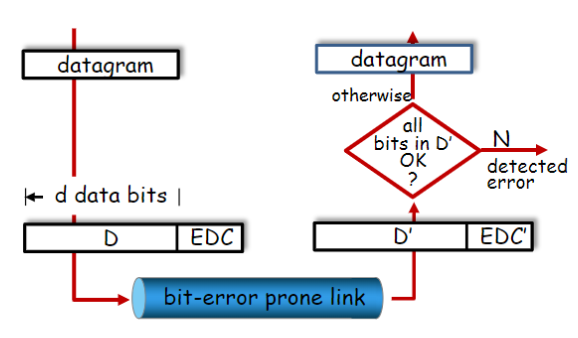 datagram
d data bits
D
EDC
bit-error prone link
datagram
otherwise
all
bits in D'
OK
?
N
detected
error
D'
EDC'